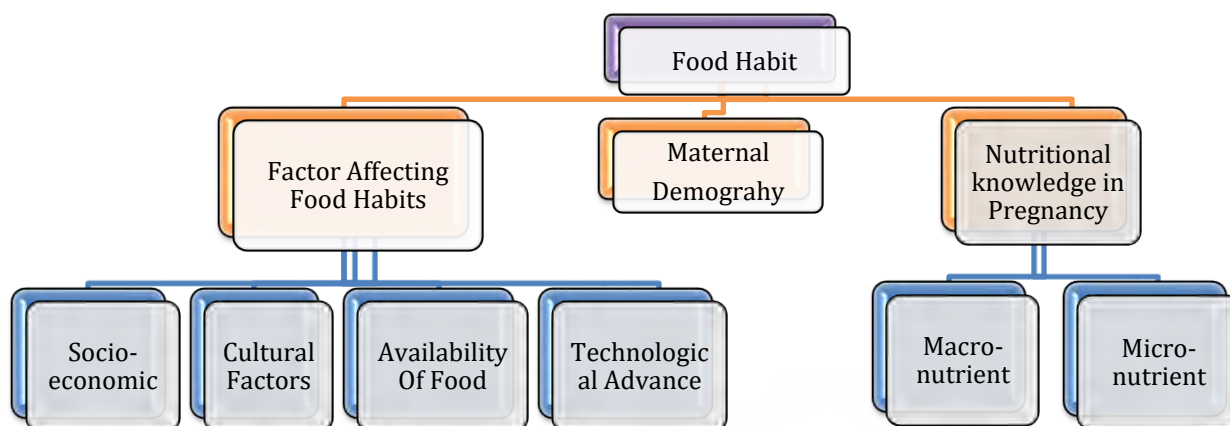 Food Habit
Factor Affecting
Food Habits
Maternal
Demograhy
Nutritional
knowledge in
Pregnancy
Socio-
economic
Cultural
Factors
Availability
Of Food
Technologic
al Advance
Macro-
nutrient
Micro-
nutrient